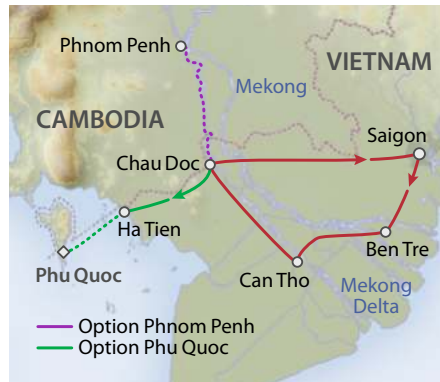 Phnom Penh
VIETNAM
Mekong
CAMBODIA
Saigon
Chau Doc
Ha Tien
Ben Tre
Phu Quoc
Can Tho
Mekong
Delta
Option Phnom Penh
Option Phu Quoc